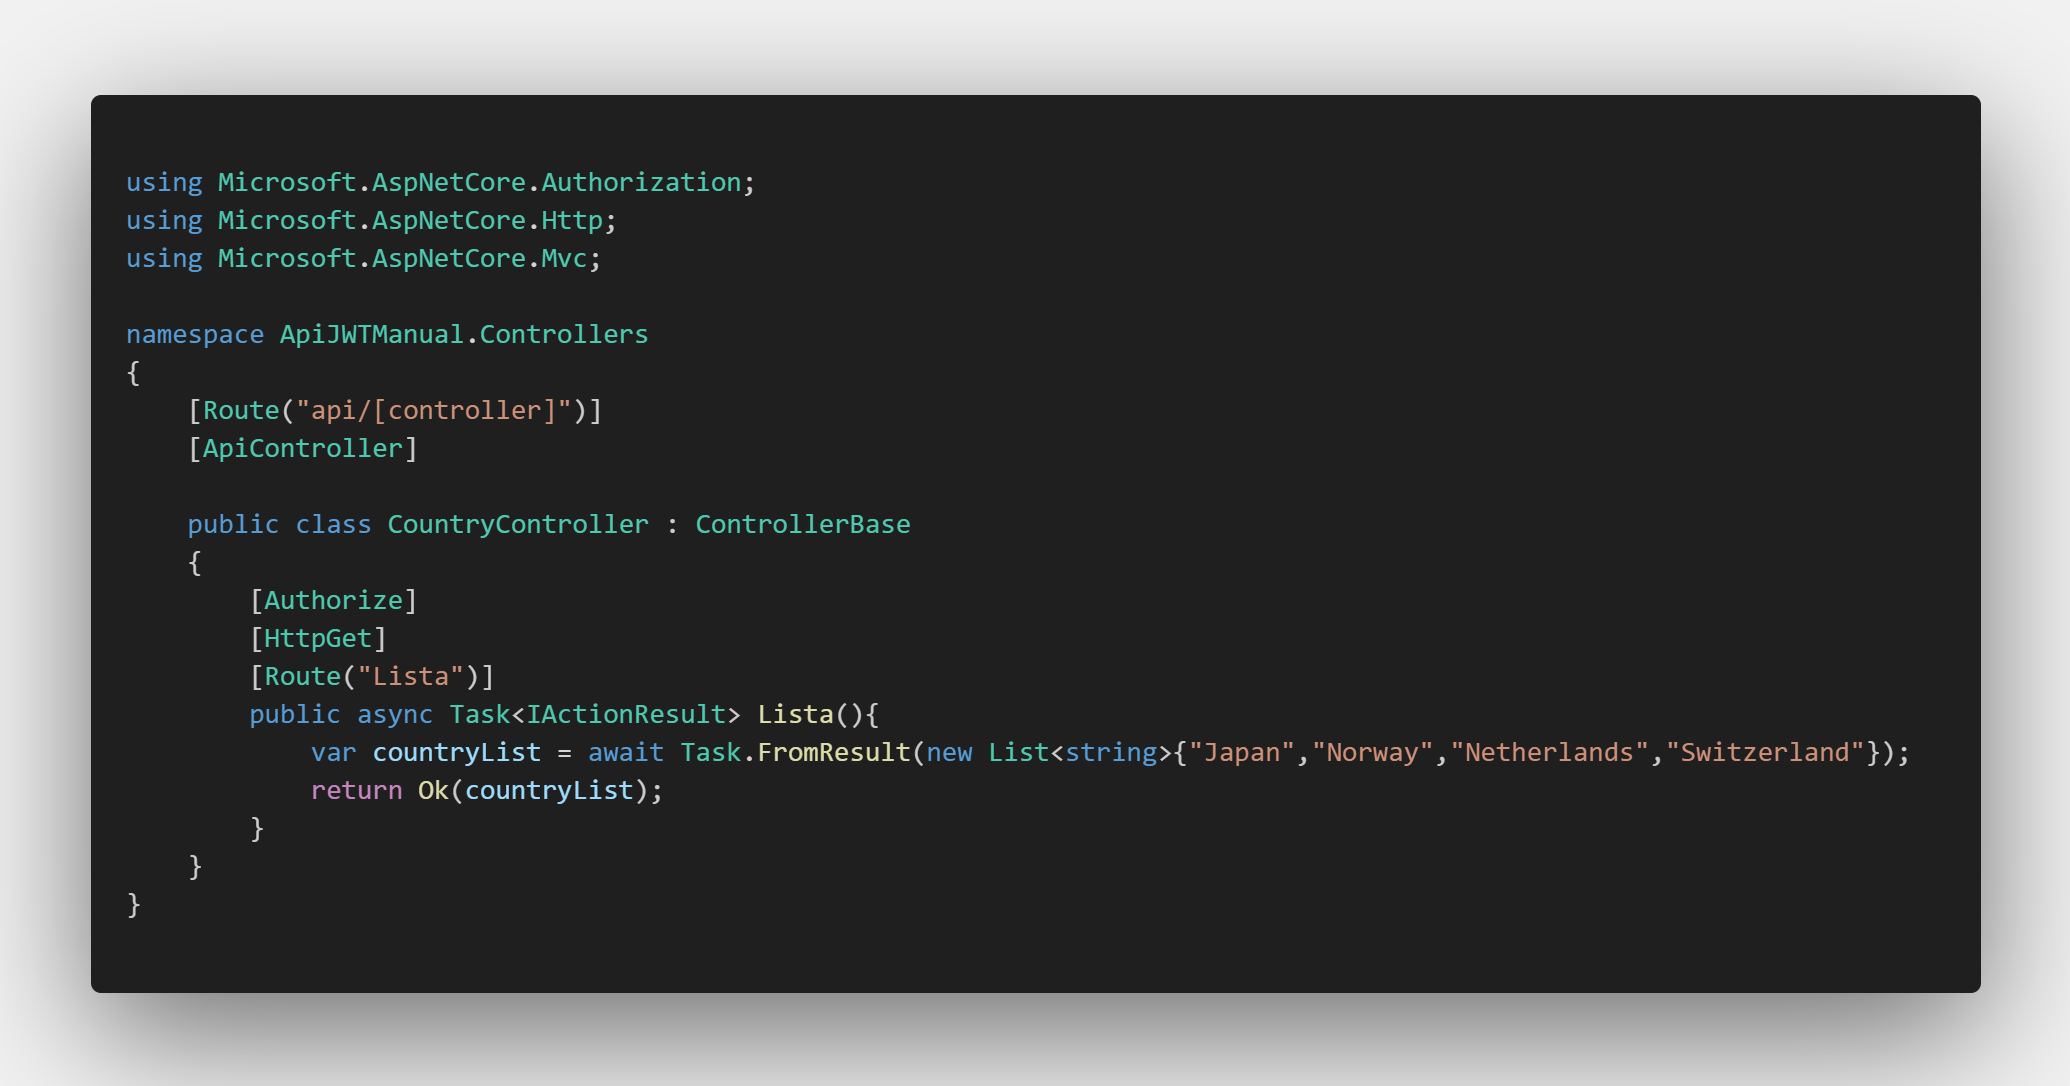 using Microsoft.AspNetCore.Authorization;
using Microsoft.AspNetCore.Http;
using Microsoft.AspNetCore.Mvc;

namespace ApiJWTManual.Controllers
{
    [Route("api/[controller]")]
    [ApiController]

    public class CountryController : ControllerBase
    {
        [Authorize]
        [HttpGet]
        [Route("Lista")]
        public async Task<IActionResult> Lista(){
            var countryList = await Task.FromResult(new List<string>{"Japan","Norway","Netherlands","Switzerland"});
            return Ok(countryList);
        }
    }
}